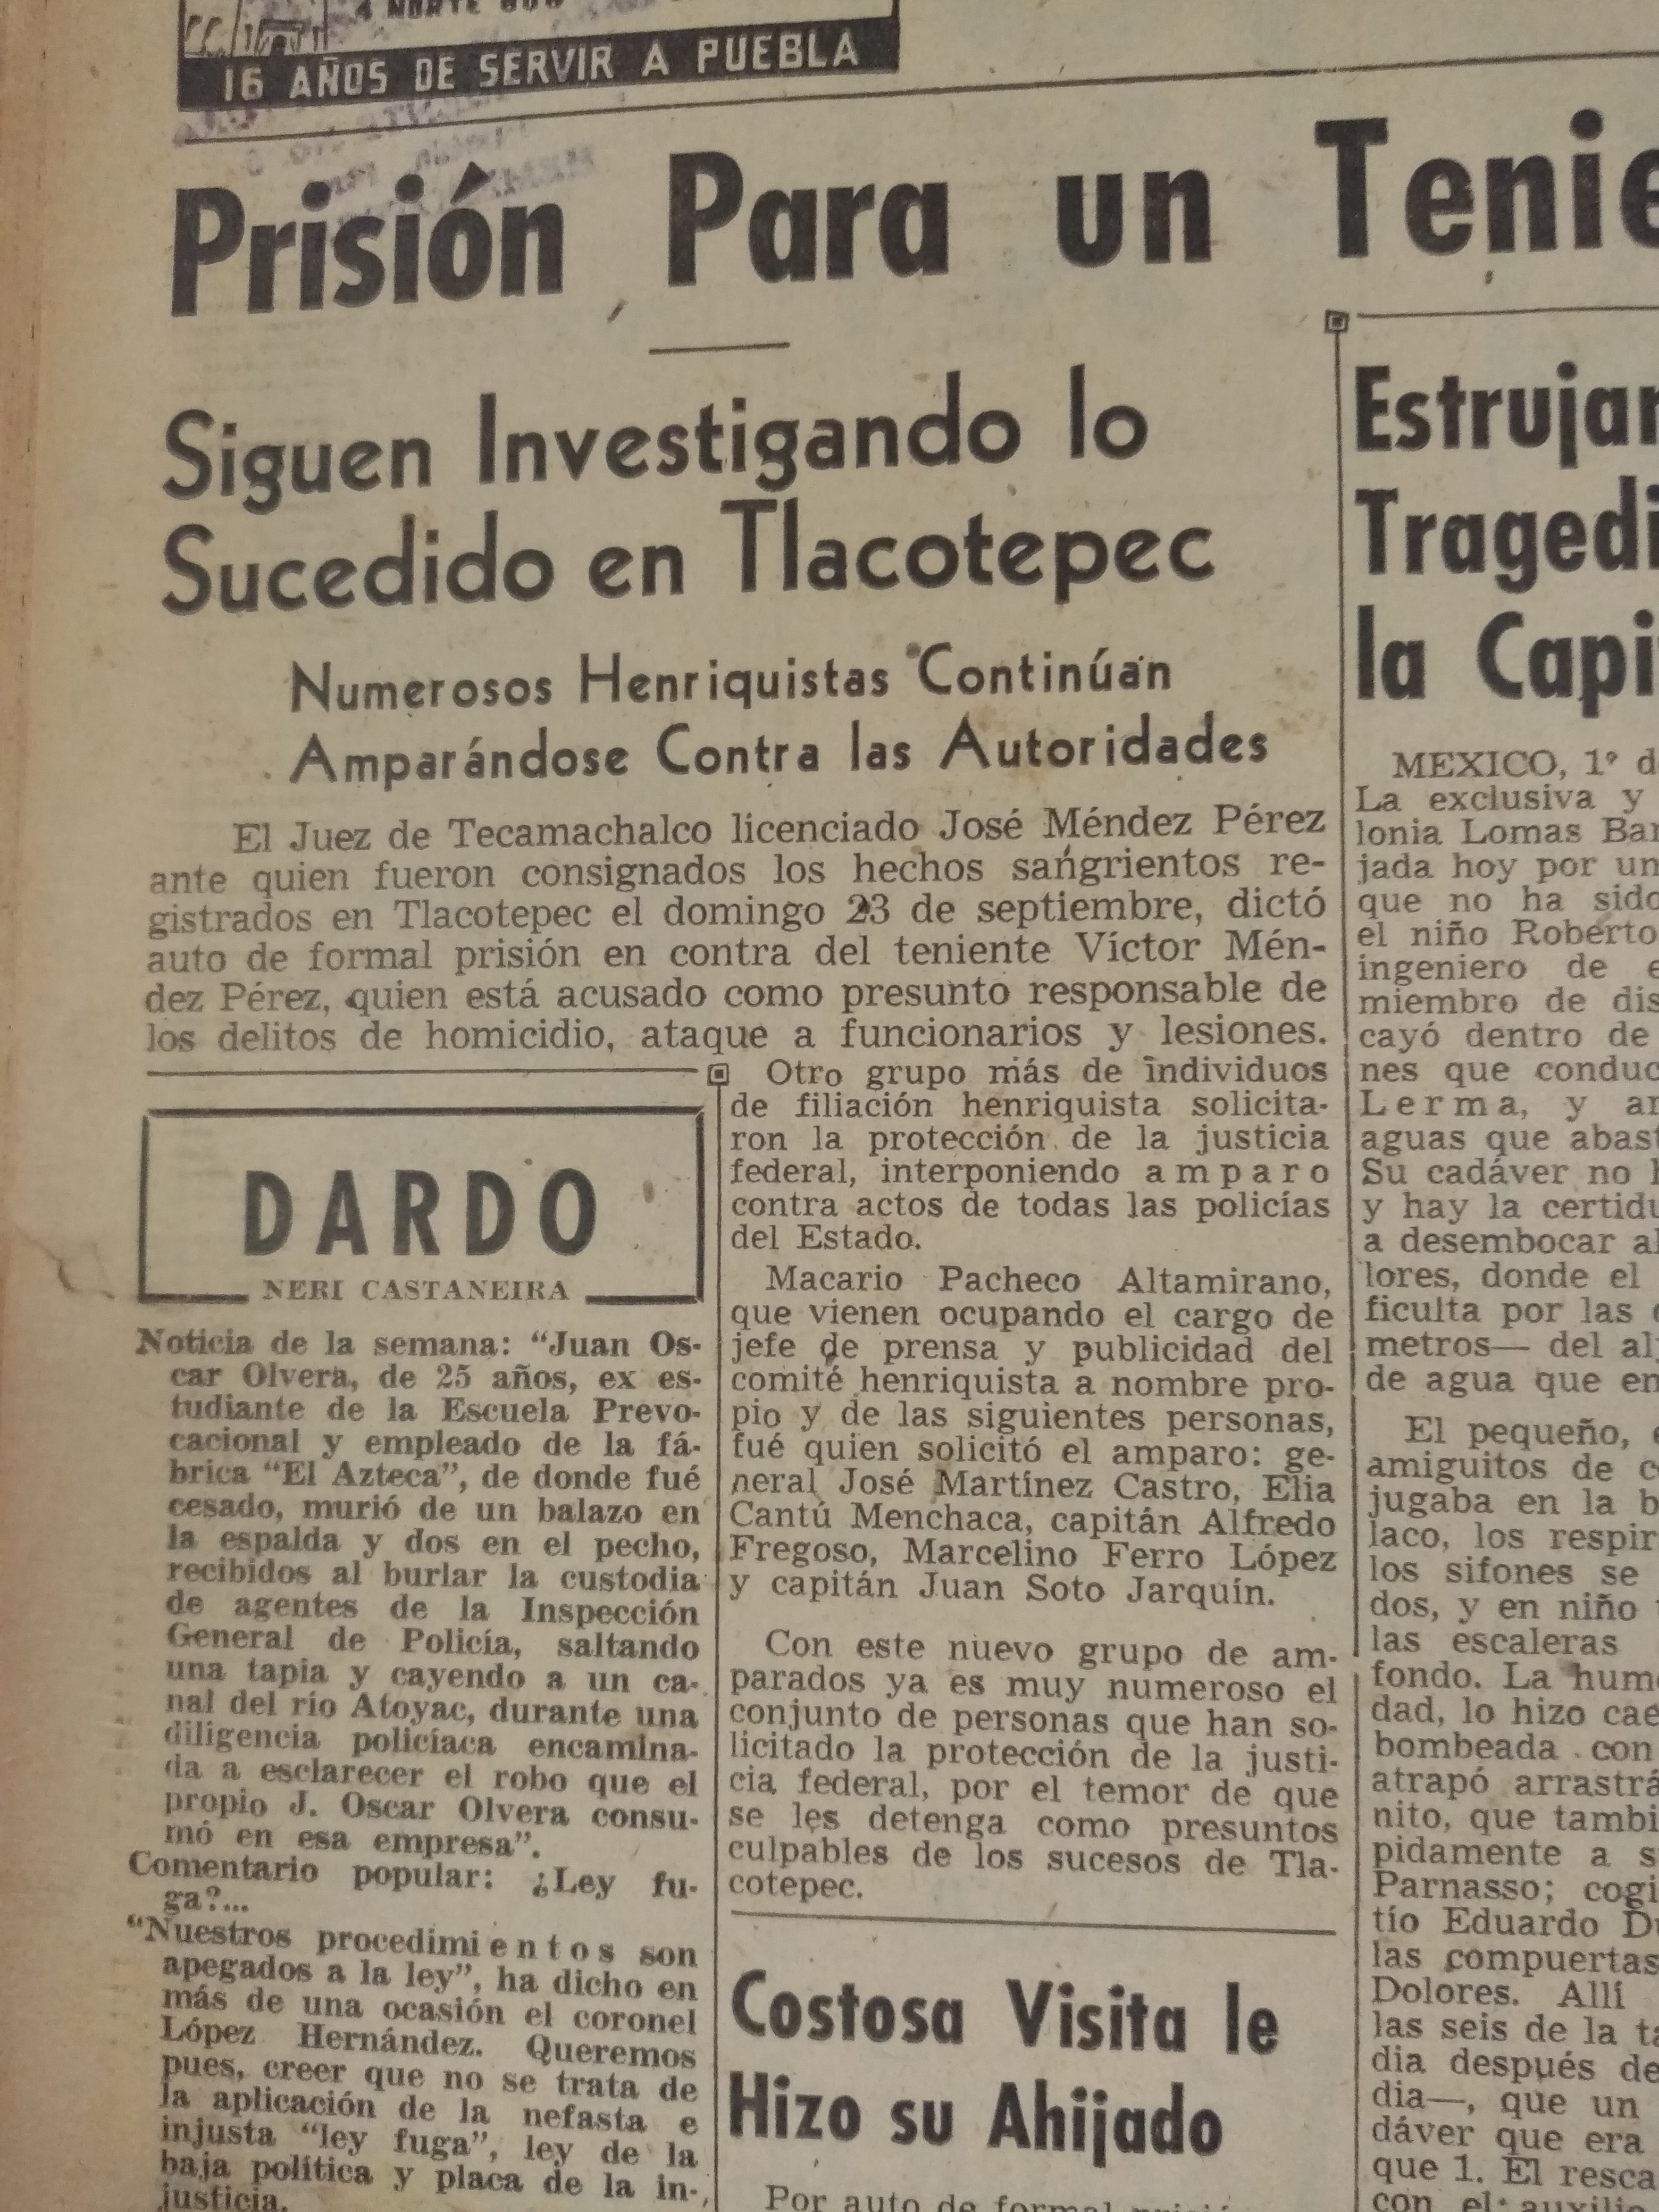 4 NORTE
16 AÑOS DE SERVIR A PUEBLA
Prisión Para un Tenie
Siguen Investigando lo
Sucedido en Tlacotepec
Numerosos Henriquistas Continúan
Amparándose Contra las Autoridades
El Juez de Tecamachalco licenciado José Méndez Pérez
ante quien fueron consignados los hechos sangrientos re-
gistrados en Tlacotepec el domingo 23 de septiembre, dictó
auto de formal prisión en contra del teniente Víctor Mén-
dez Pérez, quien está acusado como presunto responsable de
los delitos de homicidio, ataque a funcionarios y lesiones.
DARDO
NERI CASTANEIRA
Noticia de la semana: "Juan Os-
car Olvera, de 25 años, ex es-
tudiante de la Escuela Prevo-
cacional y empleado de la fá-
brica "El Azteca", de donde fué
cesado, murió de un balazo en
la espalda y dos en el pecho,
recibidos al burlar la custodia
de agentes de la Inspección
General de Policía, saltando
una tapia y cayendo a un ca-
nal del río Atoyac, durante una
diligencia policíaca encamina-
da a esclarecer el robo que el
propio J. Oscar Olvera consu-
mó en esa empresa".
Comentario popular: ¿Ley fu-
ga?...
"Nuestros procedimientos son
apegados a la ley", ha dicho en
más de una ocasión el coronel
López Hernández. Queremos
pues, creer que no se trata de
la aplicación de la nefasta e
injusta "ley fuga", ley de la
baja política y placa de la in-
justicia.
Otro grupo más de individuos
de filiación henriquista solicita-
ron la protección de la justicia
federal, interponiendo amparo
contra actos de todas las policías
del Estado.
Macario Pacheco Altamirano,
que vienen ocupando el cargo de
jefe de prensa y publicidad del
comité henriquista a nombre pro-
pio y de las siguientes personas,
fué quien solicitó el amparo: ge-
neral José Martínez Castro, Elia
Cantú Menchaca, capitán Alfredo
Fregoso, Marcelino Ferro López
y capitán Juan Soto Jarquín.
Con este nuevo grupo de am-
parados ya es muy numeroso el
conjunto de personas que han so-
licitado la protección de la justi-
cia federal, por el temor de que
se les detenga como presuntos
culpables de los sucesos de Tla-
cotepec.
Costosa Visita le
Hizo su Ahijado
Por auto de formal
Estrujan
Tragedi
la Capi
MEXICO, 1º d
La exclusiva y
lonia Lomas Bar
jada hoy por un
que no ha sido
el niño Roberto
ingeniero de e
miembro de dis
cayó dentro de
nes que conduc
Lerma, y
aguas que abast
Su cadáver no
y hay la certidu
a desembocar al
lores, donde el
ficulta por las
metros— del al
de agua que en
El pequeño,
amiguitos de c
jugaba en la b
laco, los respir
los sifones se
dos, y en niño
las escaleras
fondo. La hum
dad, lo hizo cae
bombeada con
atrapó arrastrá
nito, que tambi
pidamente a s
Parnasso; cogi
tío Eduardo Du
las compuertas
Dolores. Allí
las seis de la ta
dia después de
dia—, que un
dáver que era
que 1. El resca
con el auxilio